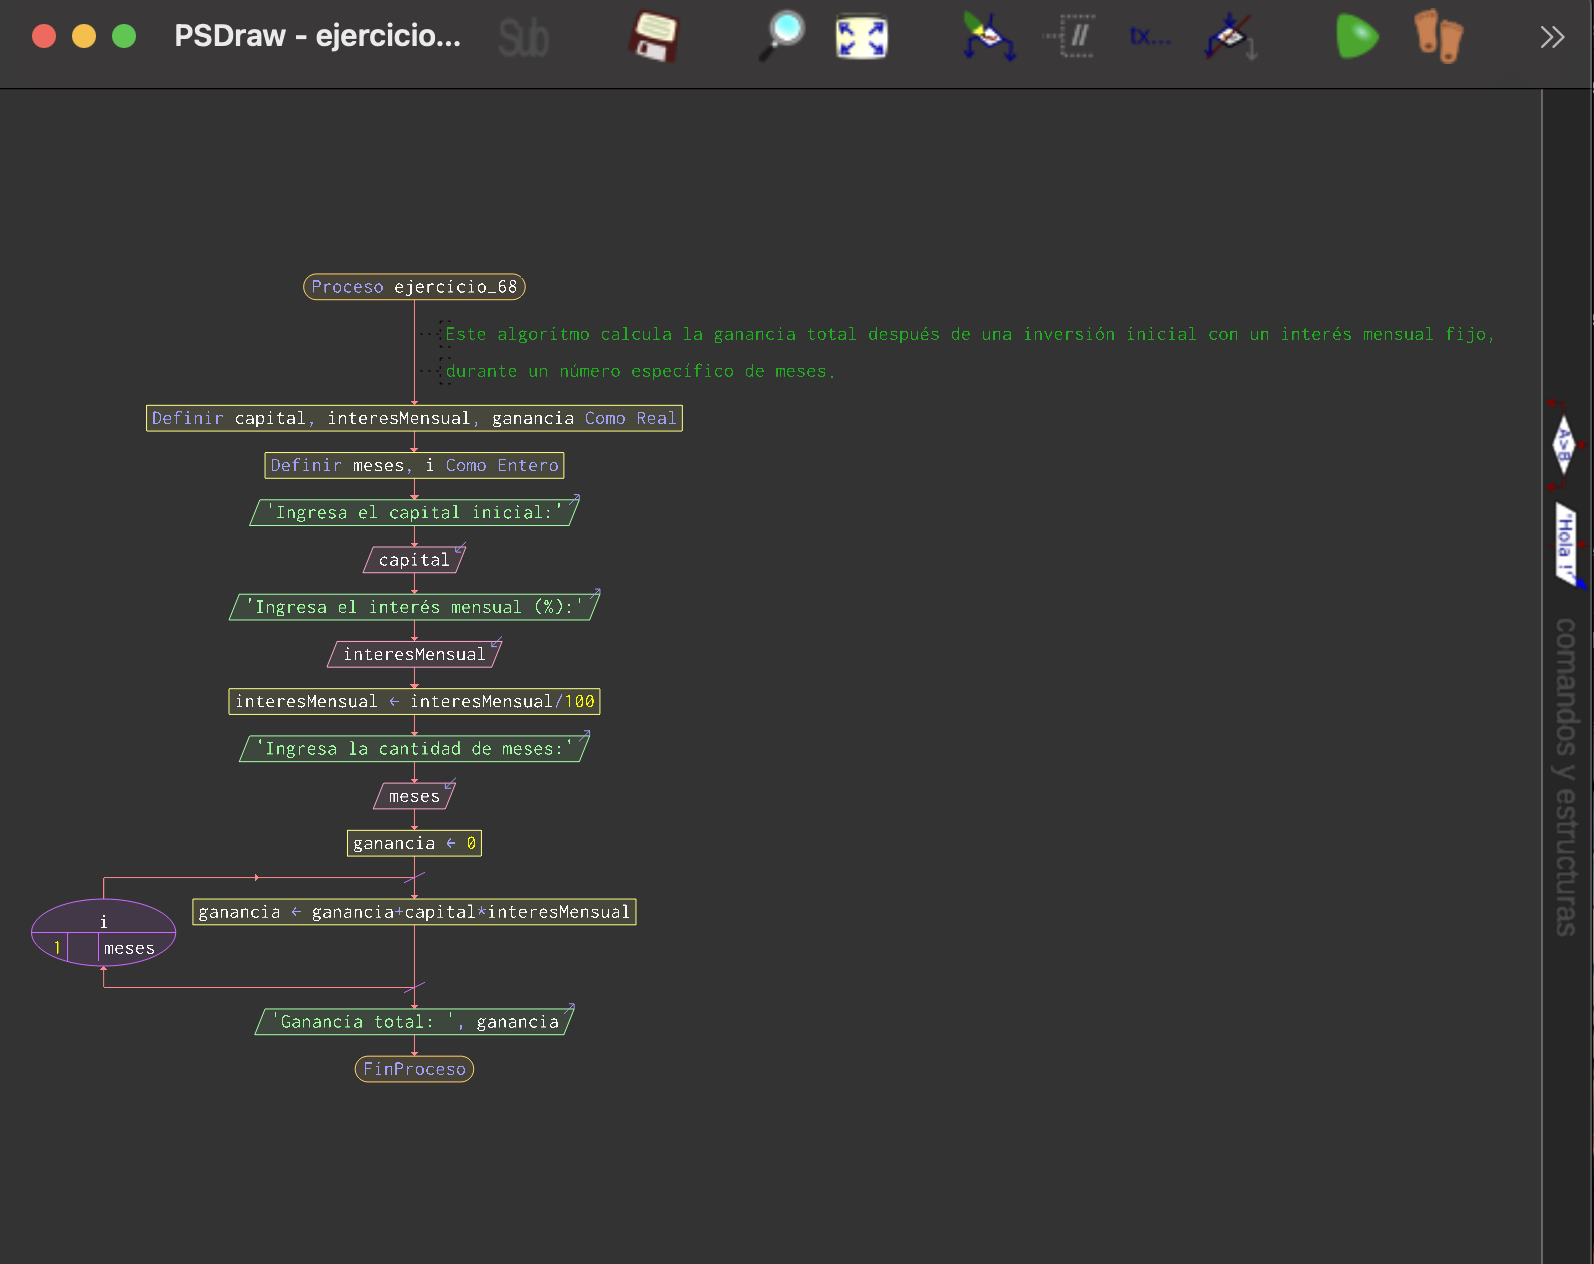 PSDraw - ejercicio...
Sub
//
tx...
Proceso ejercicio_68
Este algoritmo calcula la ganancia total después de una inversión inicial con un interés mensual fijo,
durante un número específico de meses.
Definir capital, interesMensual, ganancia Como Real
Definir meses, i Como Entero
'Ingresa el capital inicial:'
capital
'Ingresa el interés mensual (%):'
interesMensual
interesMensual ← interesMensual/100
'Ingresa la cantidad de meses:'
meses
ganancia ← 0
i
1 meses
ganancia ← ganancia+capital*interesMensual
'Ganancia total: ', ganancia
FinProceso
A>B
'Hola !'
comandos y estructuras